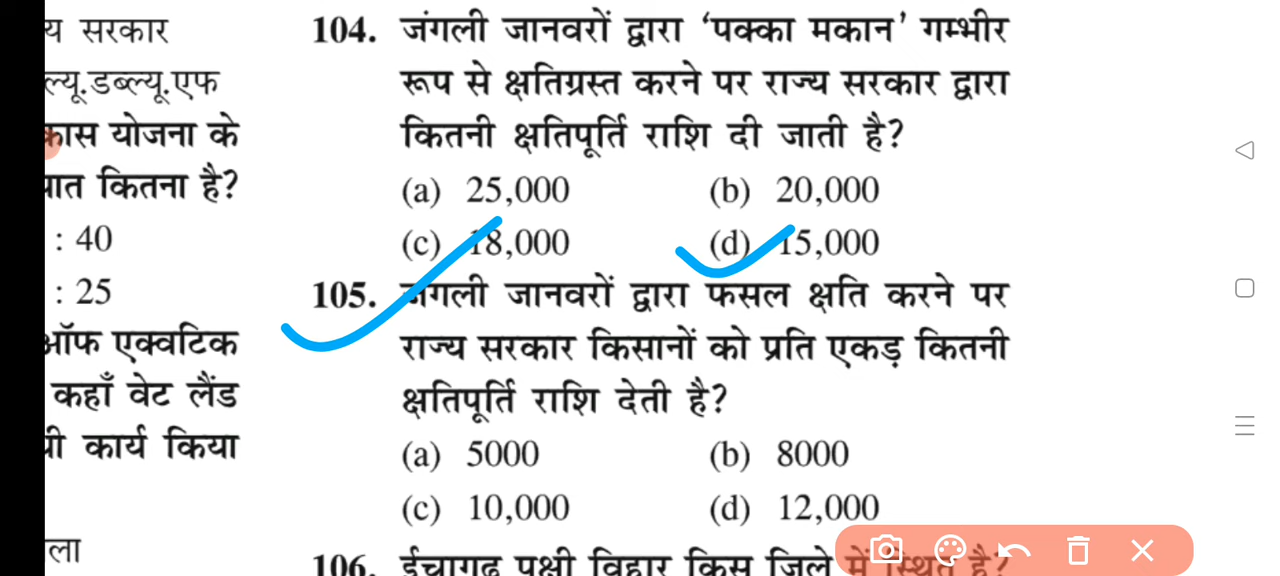 य सरकार
ल्यू.डब्ल्यू.एफ
कास योजना के
पात कितना है?
: 40
: 25
ऑफ एक्वटिक
कहाँ वेट लैंड
कार्य किया
ला
104. जंगली जानवरों द्वारा ‘पक्का मकान’ गम्भीर
रूप से क्षतिग्रस्त करने पर राज्य सरकार द्वारा
कितनी क्षतिपूर्ति राशि दी जाती है?
(a) 25,000 (b) 20,000
(c) 18,000 (d) 15,000
105. जंगली जानवरों द्वारा फसल क्षति करने पर
राज्य सरकार किसानों को प्रति एकड़ कितनी
क्षतिपूर्ति राशि देती है?
(a) 5000 (b) 8000
(c) 10,000 (d) 12,000
106. ईचागढ़ पक्षी विहार किस जिले में स्थित है?